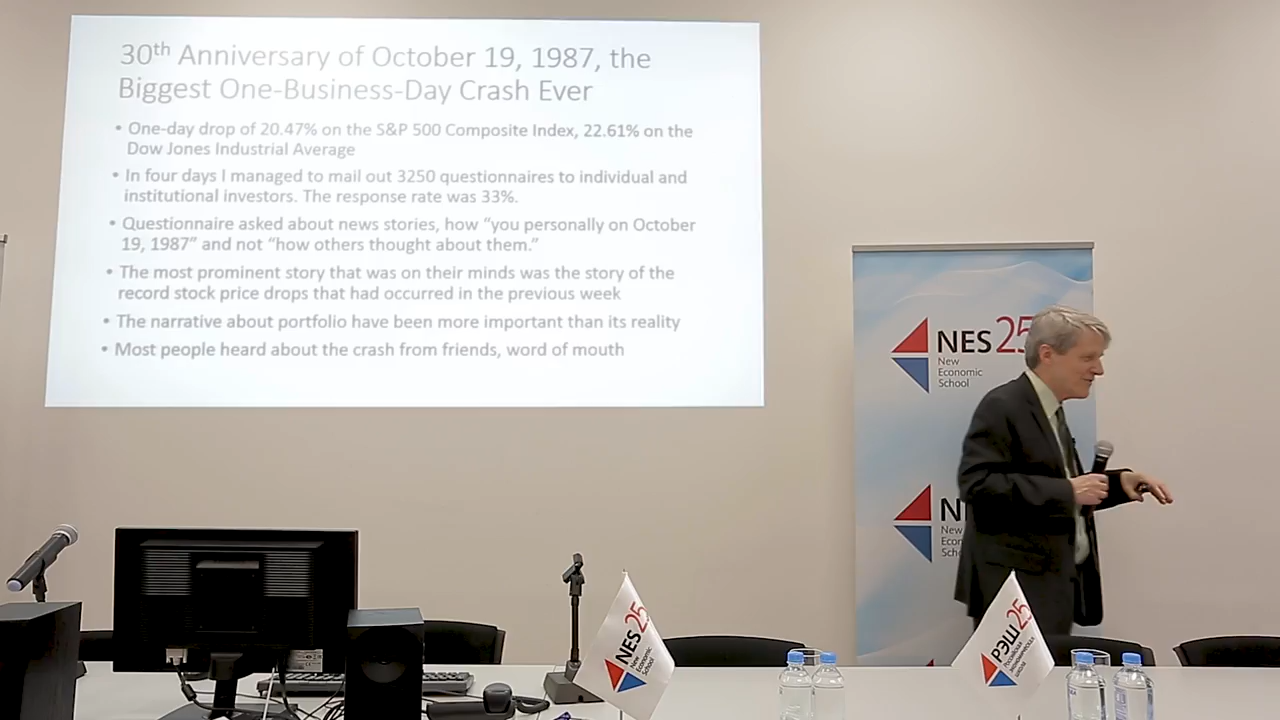 30th Anniversary of October 19, 1987, the
Biggest One-Business-Day Crash Ever
• One-day drop of 20.47% on the S&P 500 Composite Index, 22.61% on the
Dow Jones Industrial Average
• In four days I managed to mail out 3250 questionnaires to individual and
institutional investors. The response rate was 33%.
• Questionnaire asked about news stories, how “you personally on October
19, 1987” and not “how others thought about them.”
• The most prominent story that was on their minds was the story of the
record stock price drops that had occurred in the previous week
• The narrative about portfolio have been more important than its reality
• Most people heard about the crash from friends, word of mouth
NES 25
New
Economic
School
NES 25
New
Economic
School
РЭШ 25